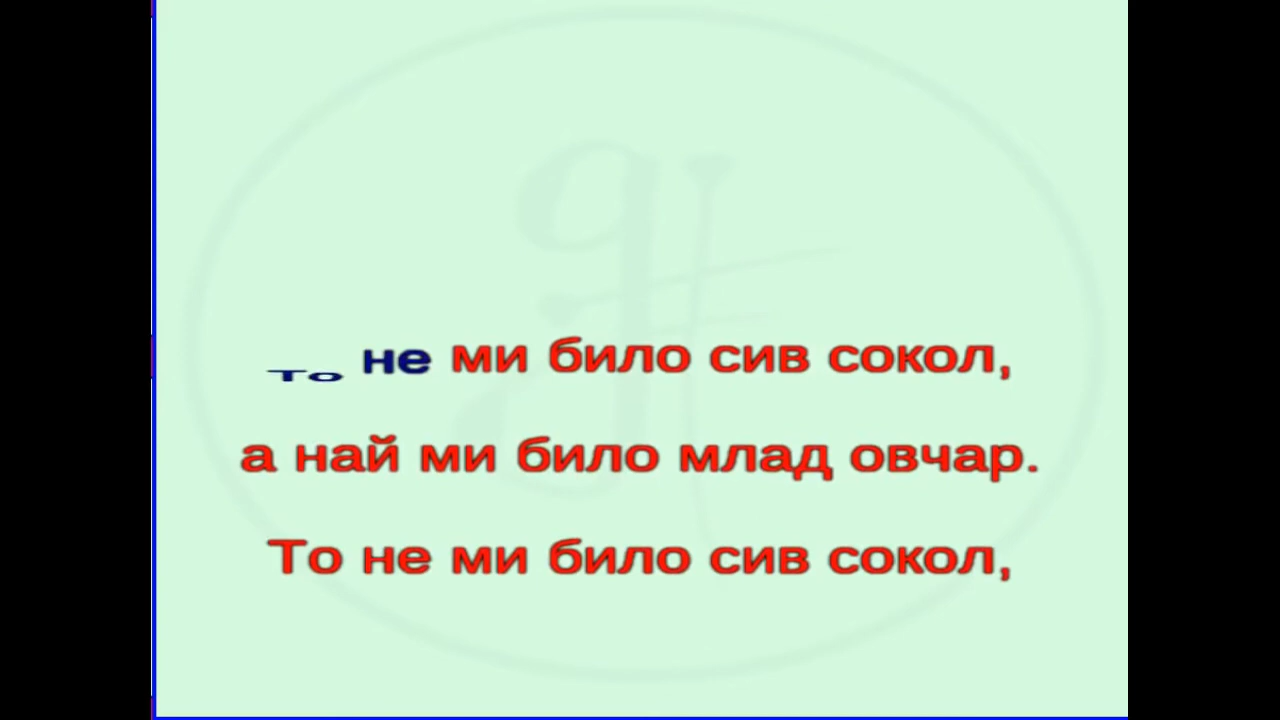 То не ми било сив сокол,
а най ми било млад овчар.
То не ми било сив сокол,